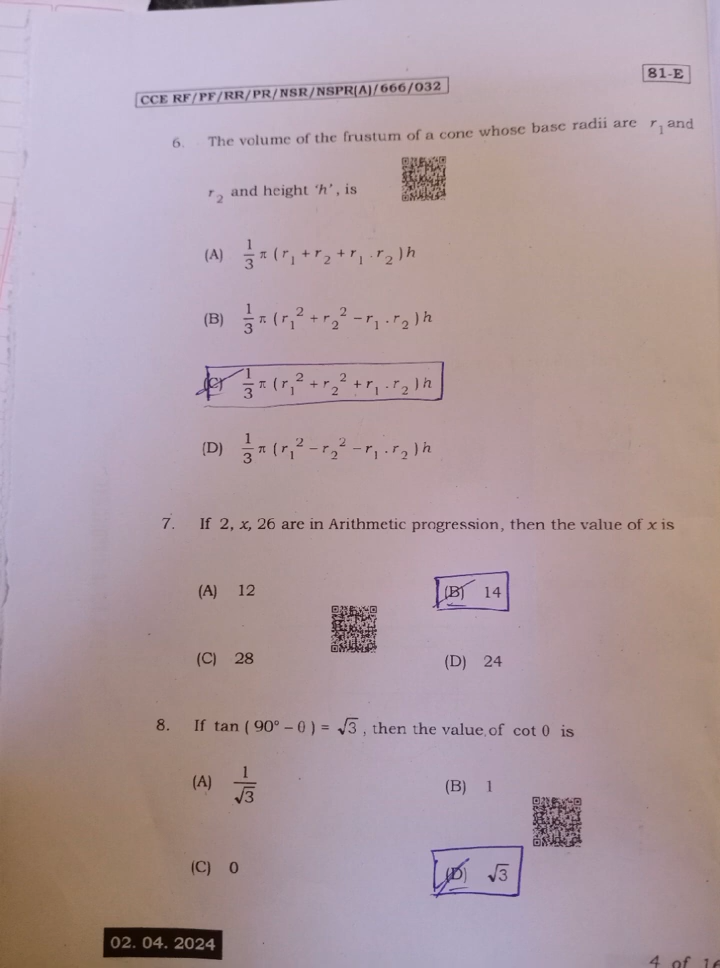 81-E
CCE RF/PF/RR/PR/NSR/NSPR(A)/666/032
6. The volume of the frustum of a cone whose base radii are r₁ and
r₂ and height ‘h’, is
(A) 1/3 π ( r₁ + r₂ + r₁ . r₂ ) h
(B) 1/3 π ( r₁² + r₂² – r₁ . r₂ ) h
(C) 1/3 π ( r₁² + r₂² + r₁ . r₂ ) h
(D) 1/3 π ( r₁² – r₂² – r₁ . r₂ ) h
7. If 2, x, 26 are in Arithmetic progression, then the value of x is
(A) 12 (B) 14
(C) 28 (D) 24
8. If tan ( 90° – θ ) = √3 , then the value of cot θ is
(A) 1/√3 (B) 1
(C) 0 (D) √3
02. 04. 2024
4 of 16